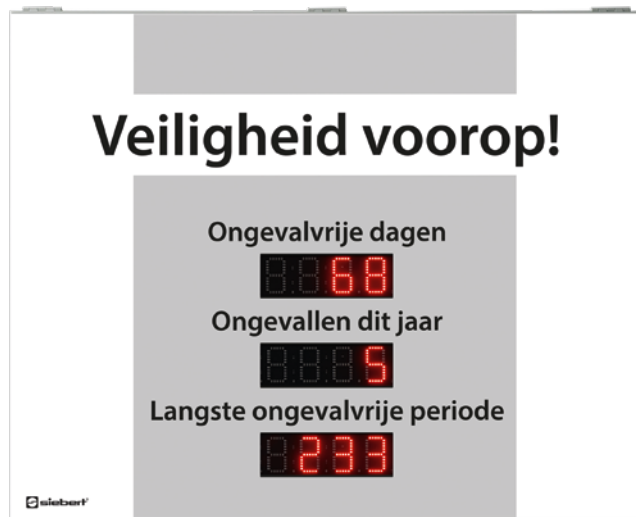 Veiligheid voorop!
Ongevalvrije dagen
68
Ongevallen dit jaar
5
Langste ongevalvrije periode
233
siebert